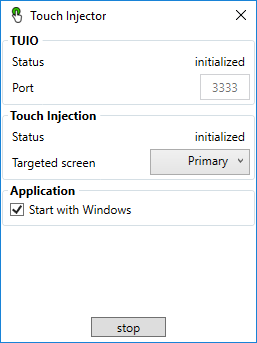 Touch Injector
TUIO
Status initialized
Port 3333
Touch Injection
Status initialized
Targeted screen Primary
Application
Start with Windows
stop